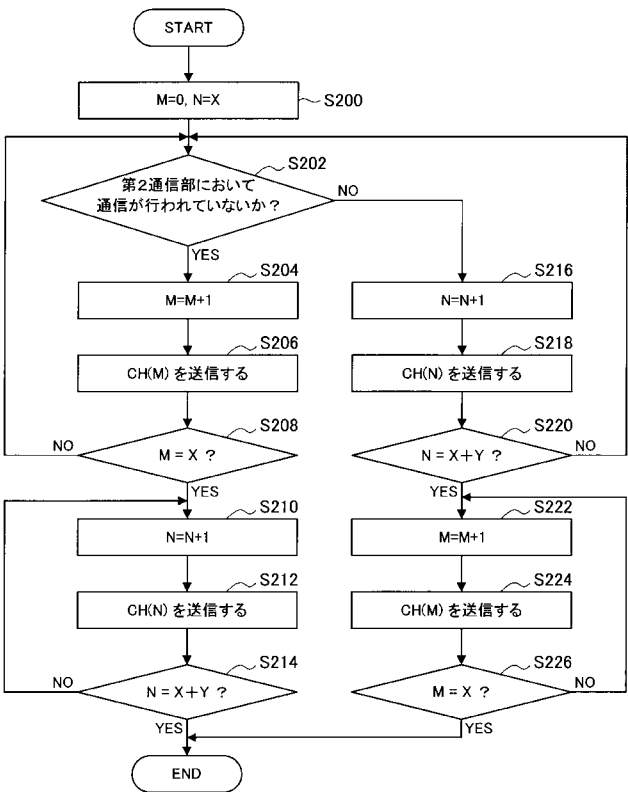 START
M=0, N=X
S200
S202
第2通信部において
通信が行われていないか？
NO
YES
S204
M=M+1
S216
N=N+1
S206
CH(M) を送信する
S218
CH(N) を送信する
S208
M = X ?
NO
YES
S220
N = X+Y ?
NO
YES
S210
N=N+1
S222
M=M+1
S212
CH(N) を送信する
S224
CH(M) を送信する
S214
N = X+Y ?
NO
YES
S226
M = X ?
NO
YES
END